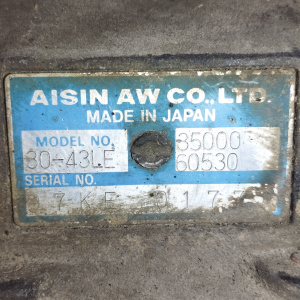 AISIN AW CO., LTD.
MADE IN JAPAN
MODEL NO. 35000
30-43LE 60530
SERIAL NO.